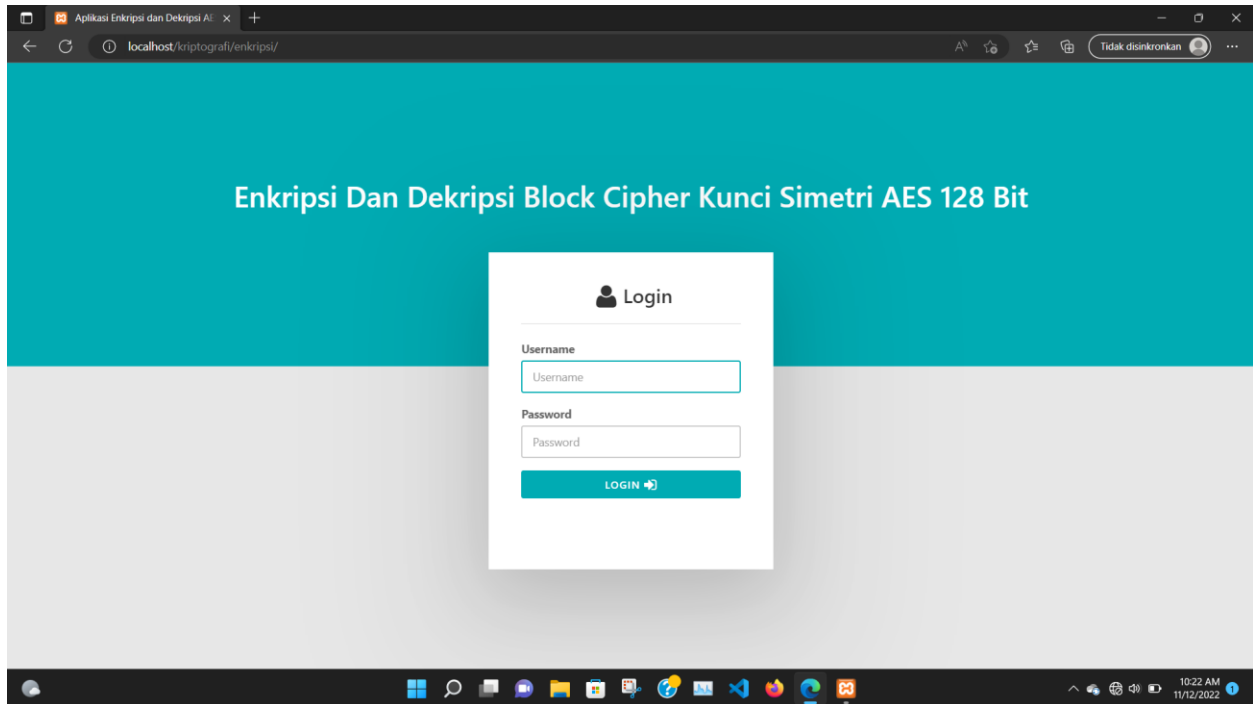 Aplikasi Enkripsi dan Dekripsi AE
localhost/kriptografi/enkripsi/
Tidak disinkronkan
Enkripsi Dan Dekripsi Block Cipher Kunci Simetri AES 128 Bit
Login
Username
Username
Password
Password
LOGIN
10:22 AM
11/12/2022
1